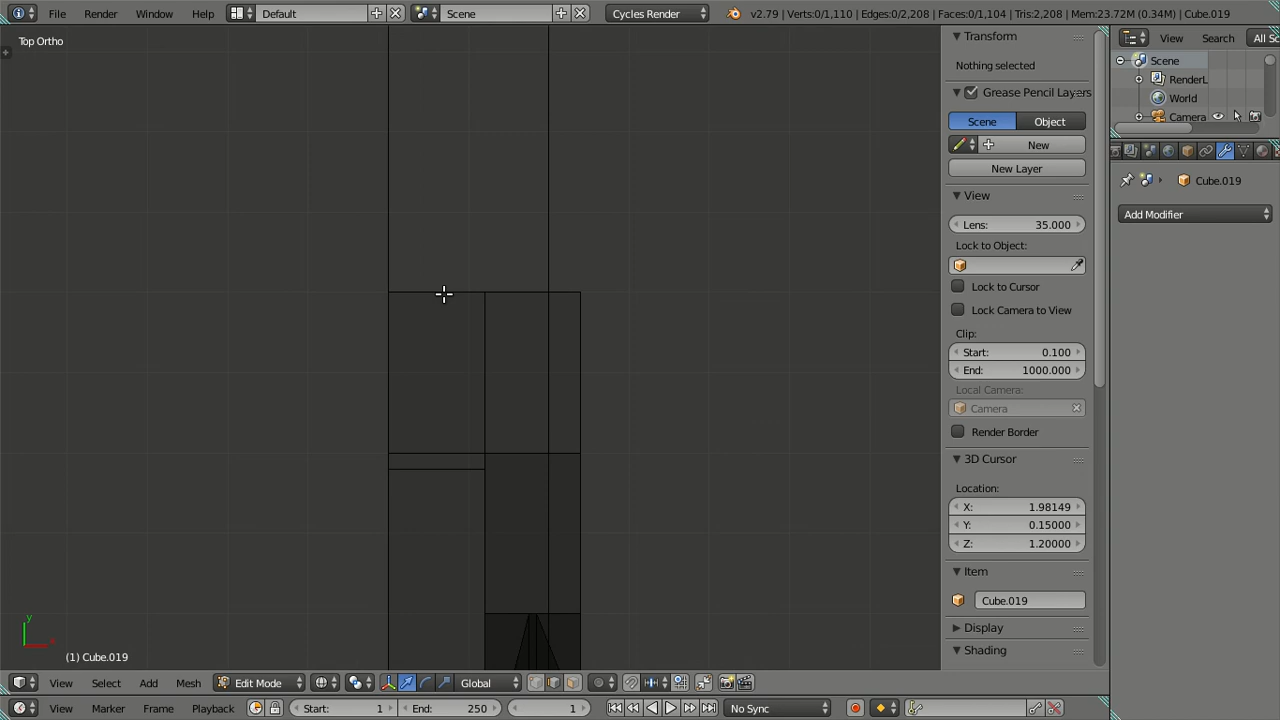 File Render Window Help Default Scene Cycles Render v2.79 | Verts:0/1,110 | Edges:0/2,208 | Faces:0/1,104 | Tris:2,208 | Mem:23.72M (0.34M) | Cube.019
Top Ortho
Transform
Nothing selected
Grease Pencil Layers
Scene Object
New
New Layer
View
Lens: 35.000
Lock to Object:
Lock to Cursor
Lock Camera to View
Clip:
Start: 0.100
End: 1000.000
Local Camera:
Camera
Render Border
3D Cursor
Location:
X: 1.98149
Y: 0.15000
Z: 1.20000
Item
Cube.019
Display
Shading
View Search All Sc
Scene
RenderL
World
Camera
Cube.019
Add Modifier
y
(1) Cube.019
View Select Add Mesh Edit Mode Global
View Marker Frame Playback Start: 1 End: 250 1 No Sync